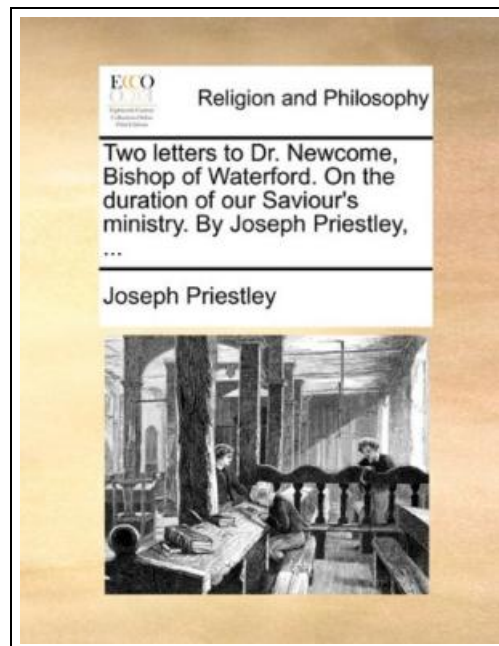 ECCO
Religion and Philosophy
Two letters to Dr. Newcome,
Bishop of Waterford. On the
duration of our Saviour's
ministry. By Joseph Priestley,
...
Joseph Priestley